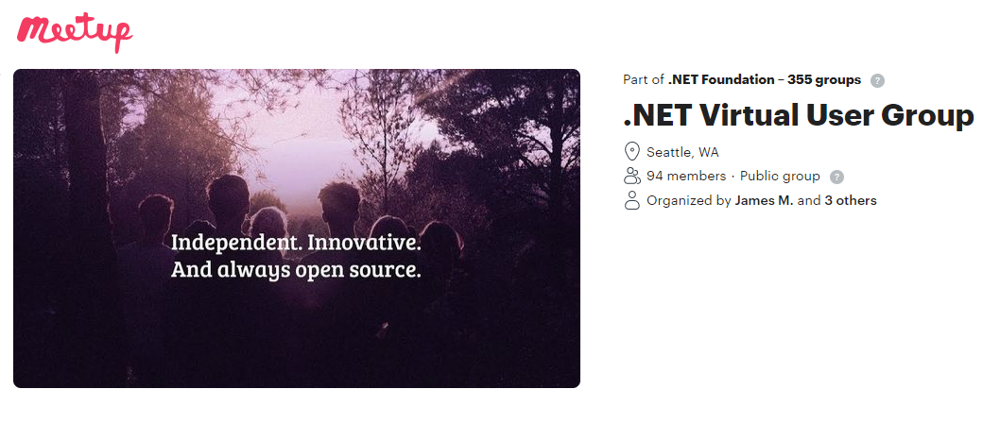 meetup
Independent. Innovative.
And always open source.
Part of .NET Foundation – 355 groups ?
.NET Virtual User Group
Seattle, WA
94 members · Public group ?
Organized by James M. and 3 others